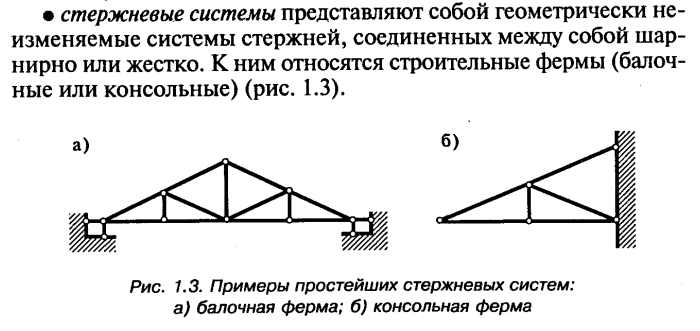 • стержневые системы представляют собой геометрически не-
изменяемые системы стержней, соединенных между собой шар-
нирно или жестко. К ним относятся строительные фермы (балоч-
ные или консольные) (рис. 1.3).
а) б)
Рис. 1.3. Примеры простейших стержневых систем:
а) балочная ферма; б) консольная ферма